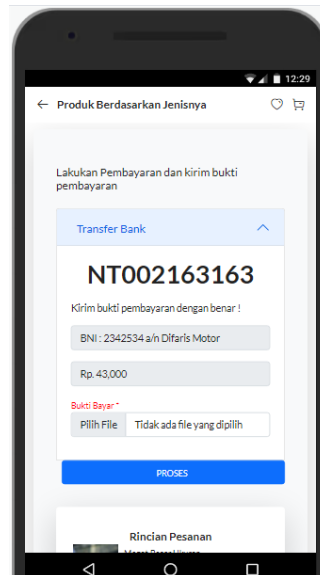 12:29
Produk Berdasarkan Jenisnya
Lakukan Pembayaran dan kirim bukti
pembayaran
Transfer Bank
NT002163163
Kirim bukti pembayaran dengan benar !
BNI : 2342534 a/n Difaris Motor
Rp. 43,000
Bukti Bayar *
Pilih File Tidak ada file yang dipilih
PROSES
Rincian Pesanan